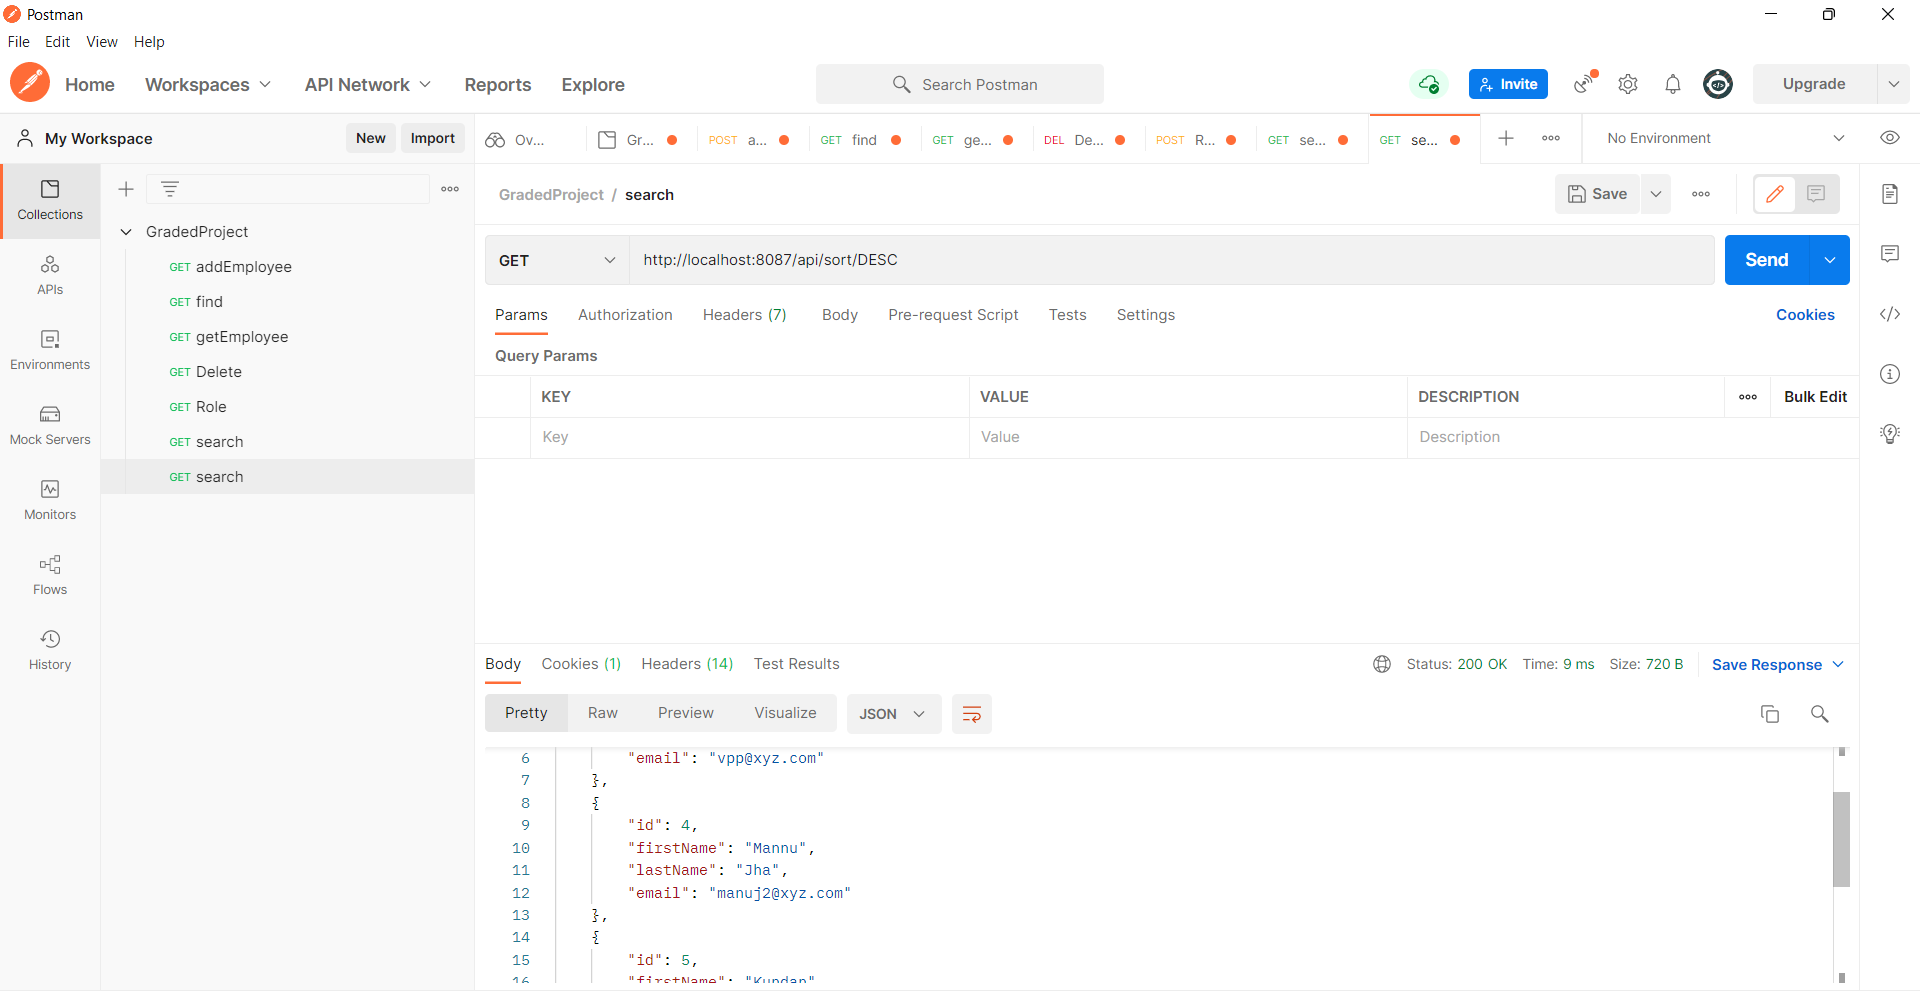 Postman
File Edit View Help
Home Workspaces API Network Reports Explore Search Postman Invite Upgrade
My Workspace New Import
Ov... Gr... POST a... GET find GET ge... DEL De... POST R... GET se... GET se... No Environment
Collections
APIs
Environments
Mock Servers
Monitors
Flows
History
GradedProject
GET addEmployee
GET find
GET getEmployee
GET Delete
GET Role
GET search
GET search
GradedProject / search Save
GET http://localhost:8087/api/sort/DESC Send
Params Authorization Headers (7) Body Pre-request Script Tests Settings Cookies
Query Params
KEY VALUE DESCRIPTION Bulk Edit
Key Value Description
Body Cookies (1) Headers (14) Test Results Status: 200 OK Time: 9 ms Size: 720 B Save Response
Pretty Raw Preview Visualize JSON
6 "email": "vpp@xyz.com"
7 },
8 {
9 "id": 4,
10 "firstName": "Mannu",
11 "lastName": "Jha",
12 "email": "manuj2@xyz.com"
13 },
14 {
15 "id": 5,
16 "firstName": "Kundan"